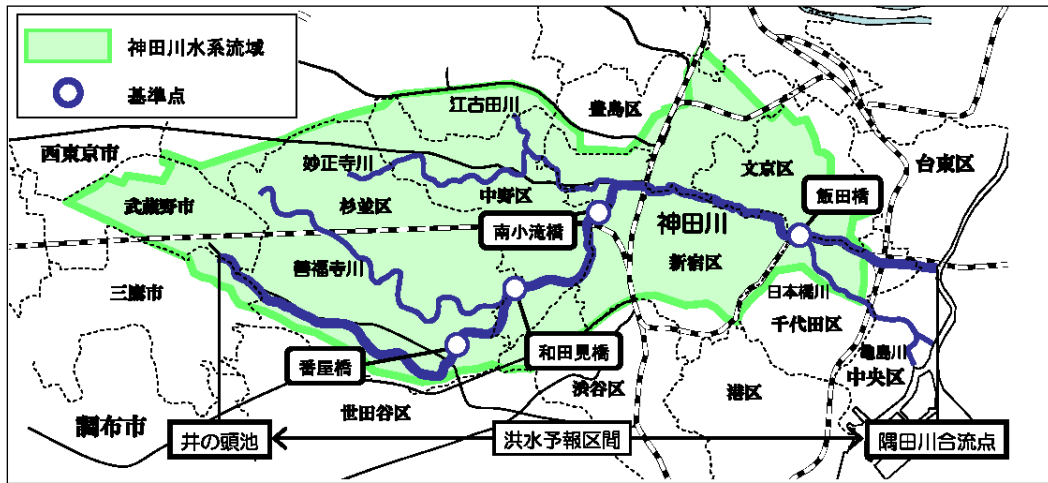 神田川水系流域
基準点
江古田川
豊島区
西東京市
妙正寺川
文京区
台東区
武蔵野市
杉並区
中野区
飯田橋
南小滝橋
神田川
新宿区
善福寺川
三鷹市
日本橋川
千代田区
番屋橋
和田見橋
亀島川
中央区
渋谷区
港区
世田谷区
調布市
井の頭池
洪水予報区間
隅田川合流点